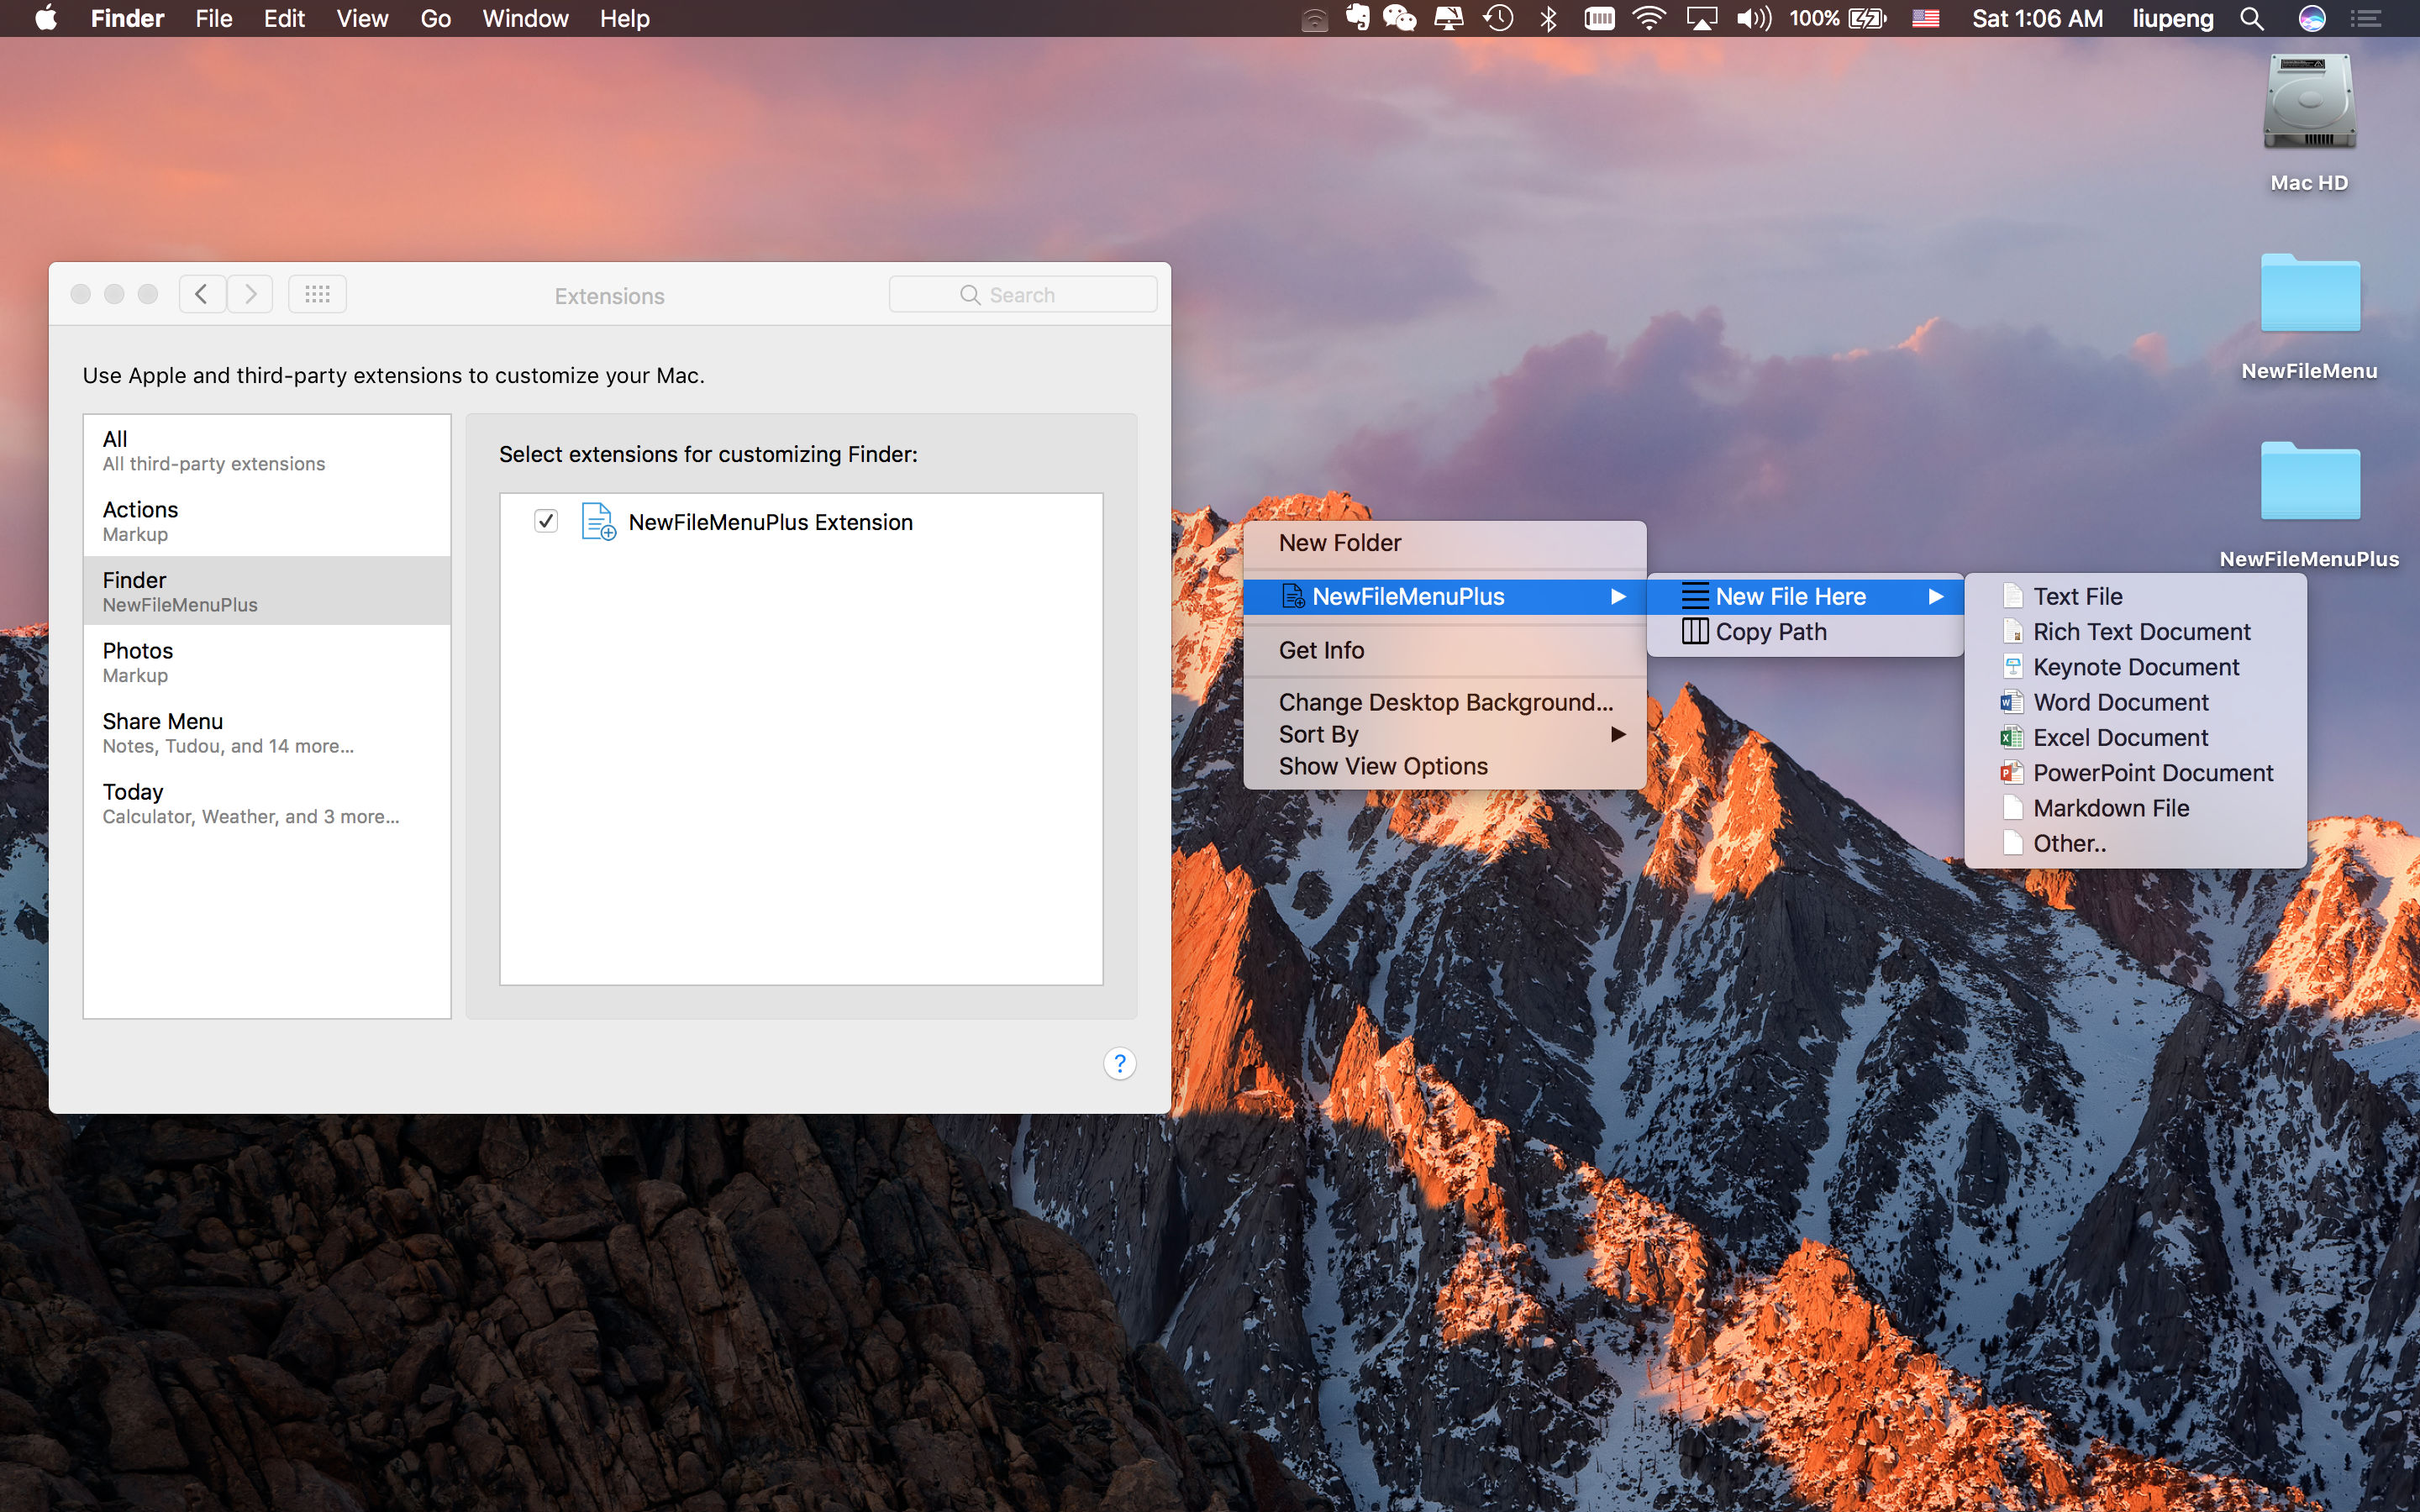 Finder File Edit View Go Window Help 100% Sat 1:06 AM liupeng
Mac HD
NewFileMenu
NewFileMenuPlus
Extensions
Search
Use Apple and third-party extensions to customize your Mac.
All
All third-party extensions
Actions
Markup
Finder
NewFileMenuPlus
Photos
Markup
Share Menu
Notes, Tudou, and 14 more...
Today
Calculator, Weather, and 3 more...
Select extensions for customizing Finder:
NewFileMenuPlus Extension
?
New Folder
NewFileMenuPlus
Get Info
Change Desktop Background...
Sort By
Show View Options
New File Here
Copy Path
Text File
Rich Text Document
Keynote Document
Word Document
Excel Document
PowerPoint Document
Markdown File
Other..